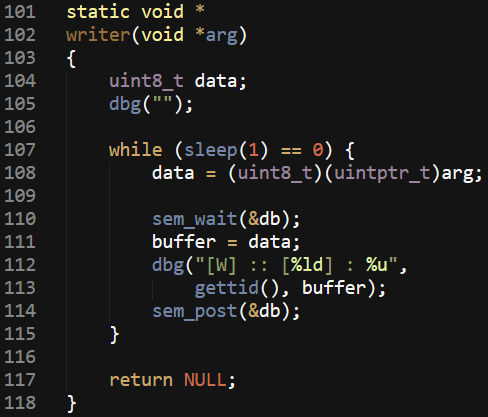 101 static void *
102 writer(void *arg)
103 {
104     uint8_t data;
105     dbg("");
106
107     while (sleep(1) == 0) {
108         data = (uint8_t)(uintptr_t)arg;
109
110         sem_wait(&db);
111         buffer = data;
112         dbg("[W] :: [%ld] : %u",
113             gettid(), buffer);
114         sem_post(&db);
115     }
116
117     return NULL;
118 }